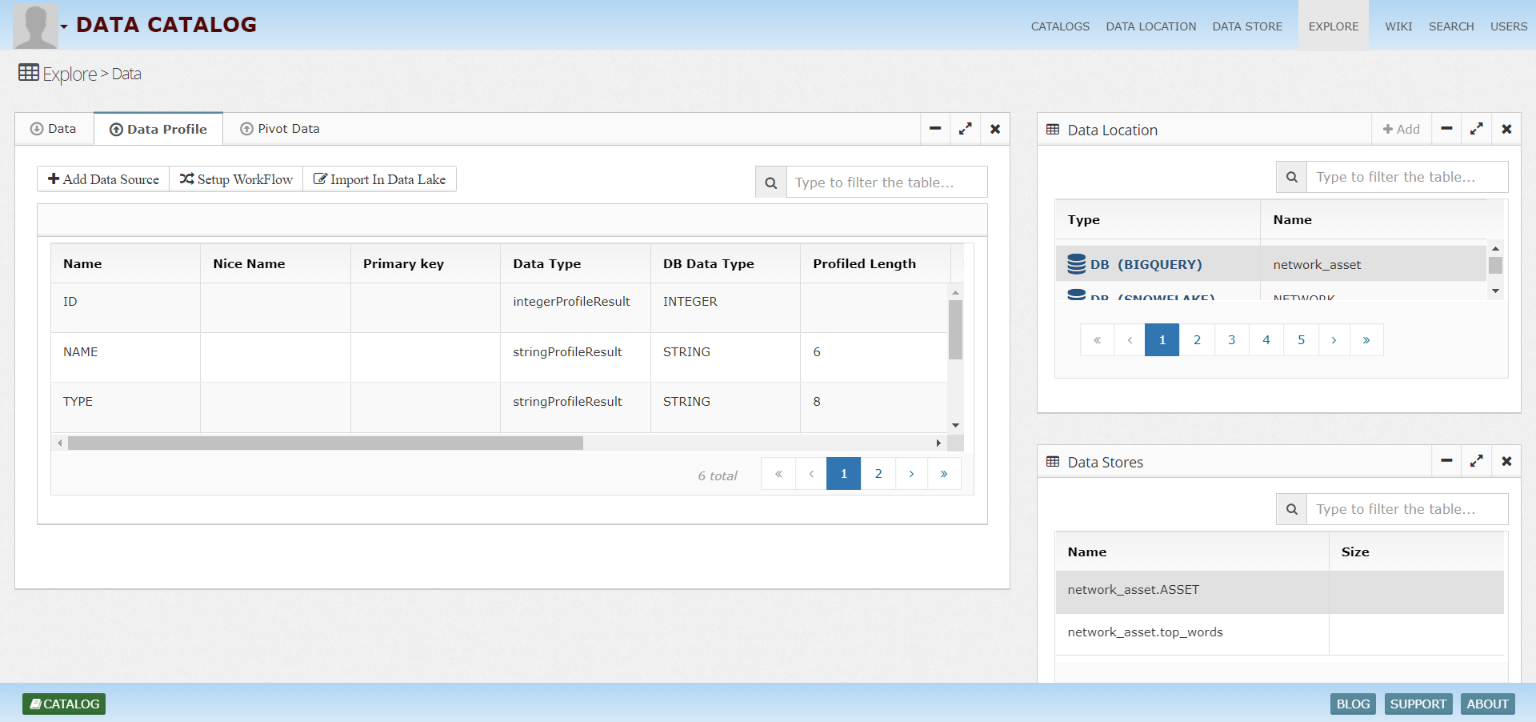 DATA CATALOG
CATALOGS DATA LOCATION DATA STORE EXPLORE WIKI SEARCH USERS
Explore > Data
Data Data Profile Pivot Data
Add Data Source Setup WorkFlow Import In Data Lake
Type to filter the table...
Name Nice Name Primary key Data Type DB Data Type Profiled Length
ID integerProfileResult INTEGER
NAME stringProfileResult STRING 6
TYPE stringProfileResult STRING 8
6 total « ‹ 1 2 › »
Data Location
Add
Type to filter the table...
Type Name
DB (BIGQUERY) network_asset
DB (SNOWFLAKE) NETWORK
« ‹ 1 2 3 4 5 › »
Data Stores
Type to filter the table...
Name Size
network_asset.ASSET
network_asset.top_words
CATALOG
BLOG SUPPORT ABOUT